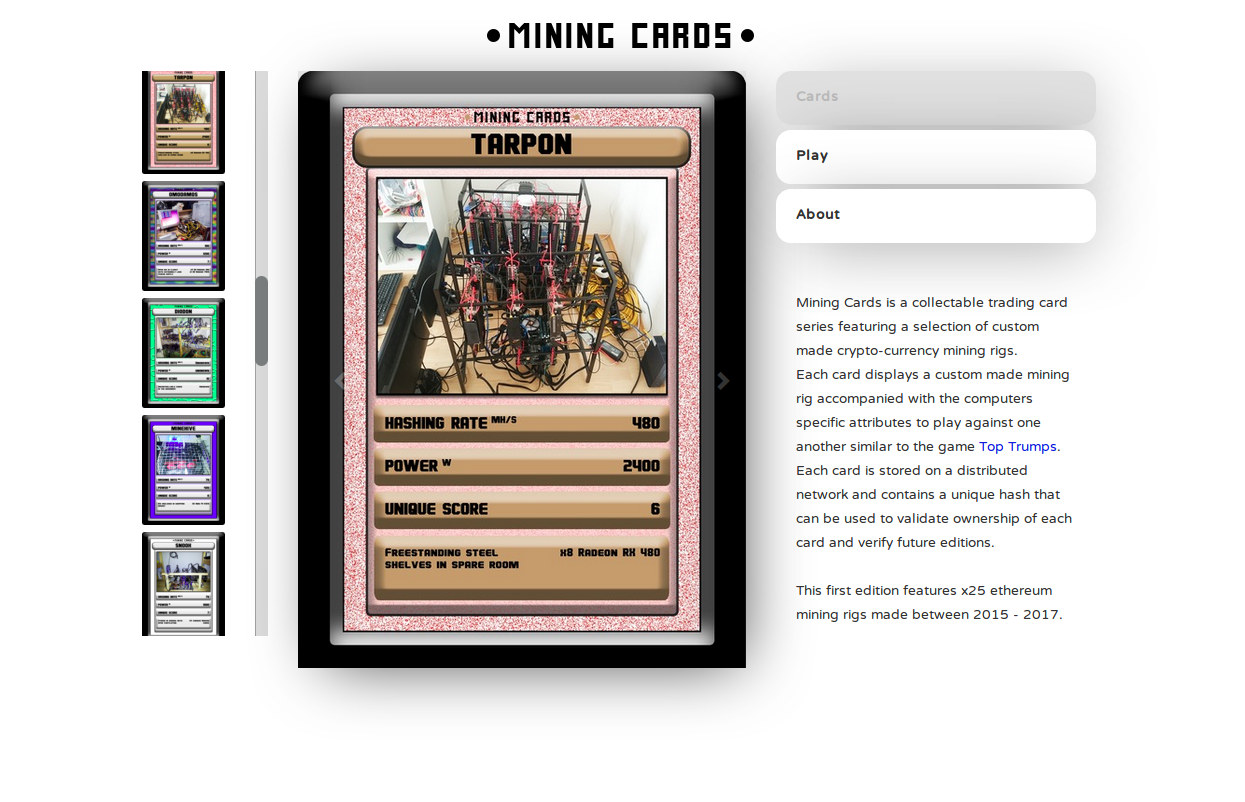 •MINING CARDS•
TARPON
DIODON
MINEHIVE
SNOOK
MINING CARDS
TARPON
HASHING RATE MH/S 480
POWER W 2400
UNIQUE SCORE 6
FREESTANDING STEEL SHELVES IN SPARE ROOM
x8 RADEON RX 480
Cards
Play
About
Mining Cards is a collectable trading card
series featuring a selection of custom
made crypto-currency mining rigs.
Each card displays a custom made mining
rig accompanied with the computers
specific attributes to play against one
another similar to the game Top Trumps.
Each card is stored on a distributed
network and contains a unique hash that
can be used to validate ownership of each
card and verify future editions.
This first edition features x25 ethereum
mining rigs made between 2015 - 2017.